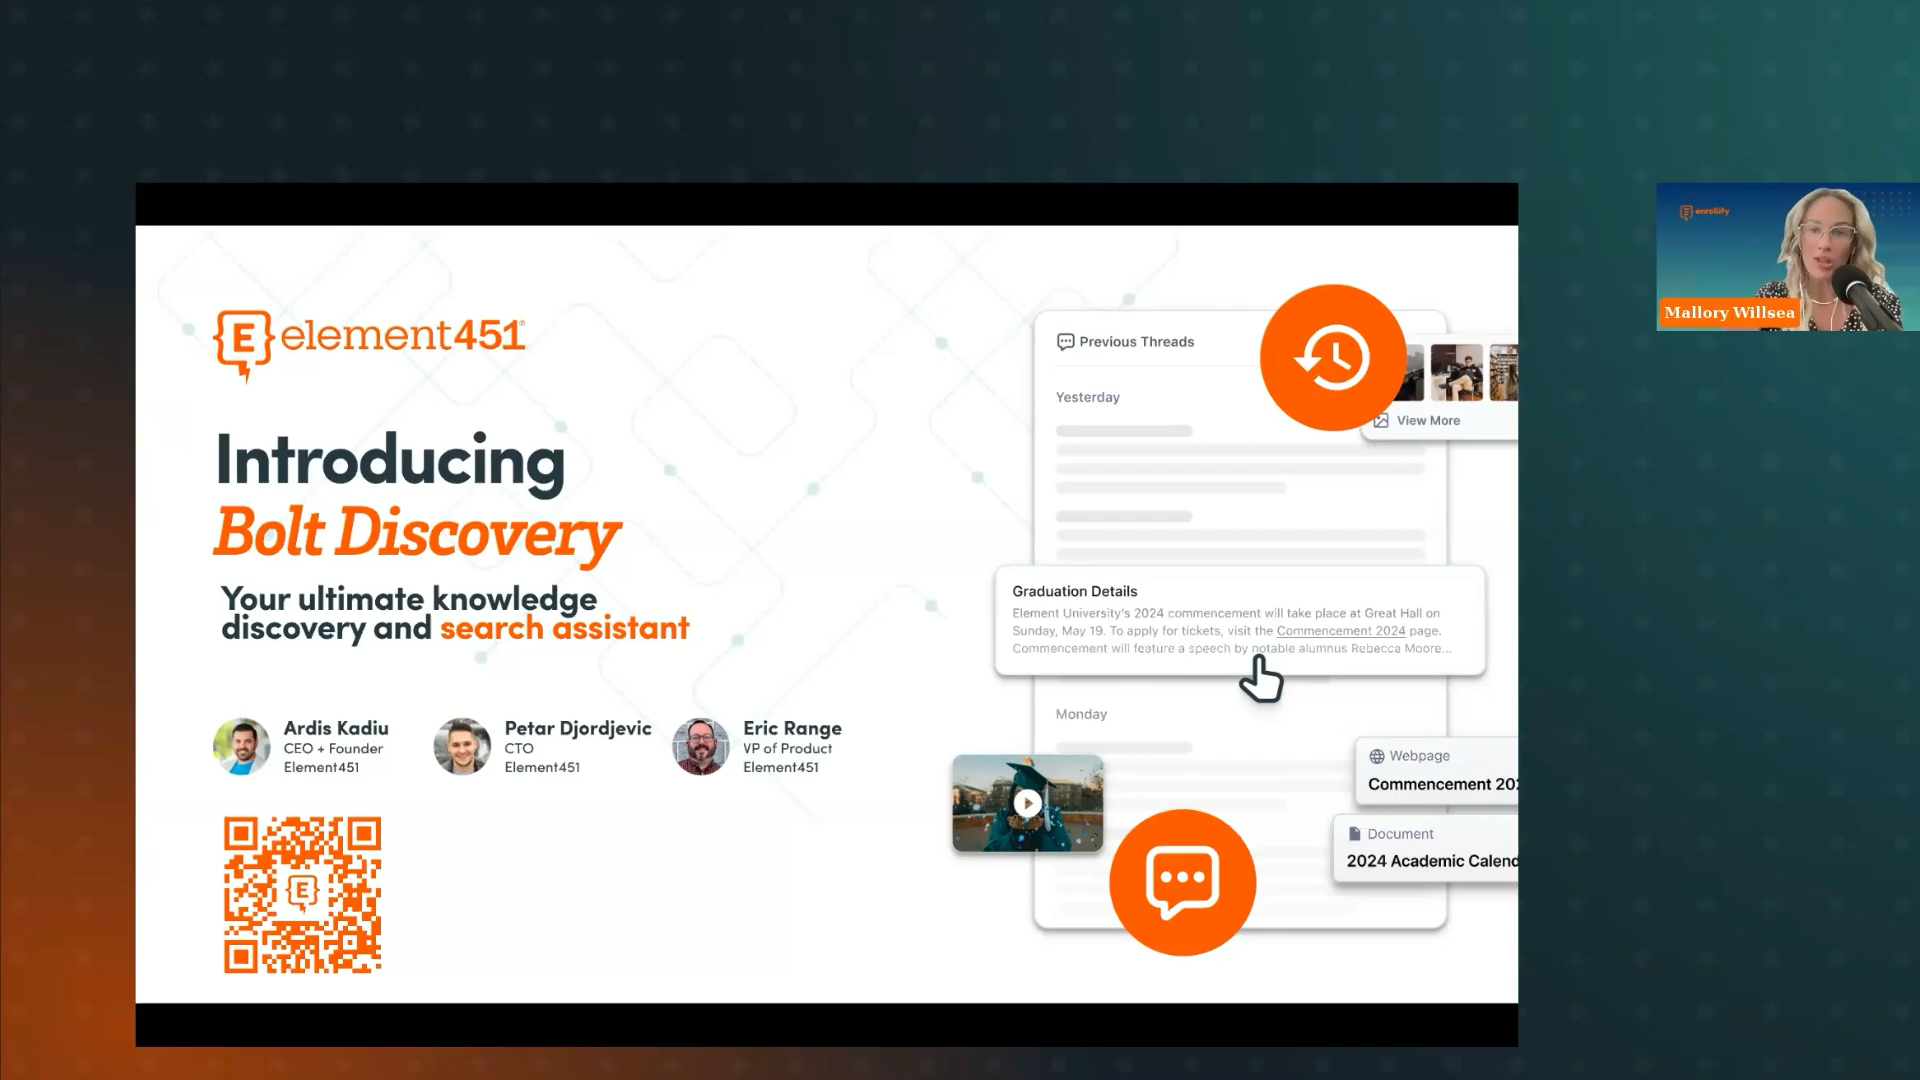 element451
Introducing
Bolt Discovery
Your ultimate knowledge
discovery and search assistant
Ardis Kadiu
CEO + Founder
Element451
Petar Djordjevic
CTO
Element451
Eric Range
VP of Product
Element451
Previous Threads
Yesterday
View More
Graduation Details
Element University's 2024 commencement will take place at Great Hall on
Sunday, May 19. To apply for tickets, visit the Commencement 2024 page.
Commencement will feature a speech by notable alumnus Rebecca Moore...
Monday
Webpage
Commencement 202
Document
2024 Academic Calend
enrollify
Mallory Willsea